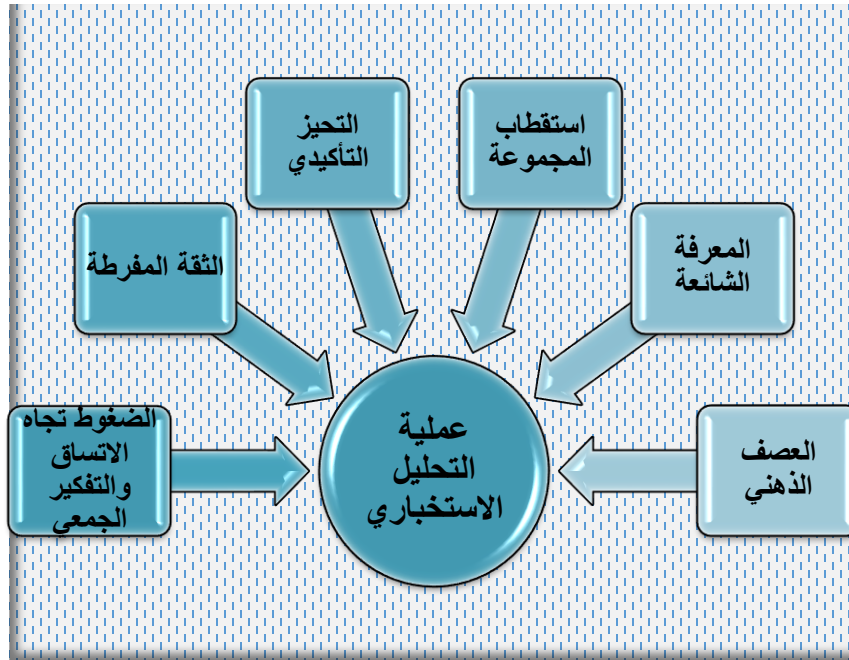 استقطاب
المجموعة
التحيز
التأكيدي
المعرفة
الشائعة
الثقة المفرطة
العصف
الذهني
عملية
التحليل
الاستخباري
الضغوط تجاه
الاتساق
والتفكير
الجمعي